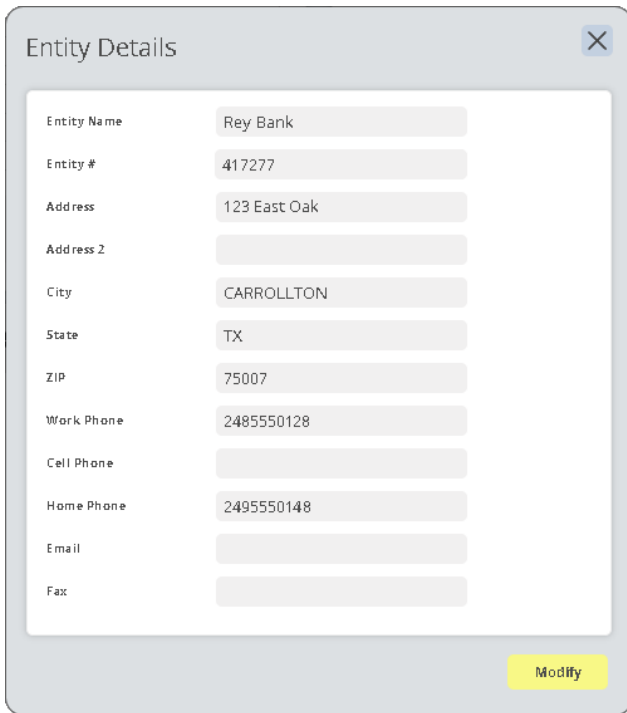 Entity Details
Entity Name Rey Bank
Entity # 417277
Address 123 East Oak
Address 2
City CARROLLTON
State TX
ZIP 75007
Work Phone 2485550128
Cell Phone
Home Phone 2495550148
Email
Fax
Modify